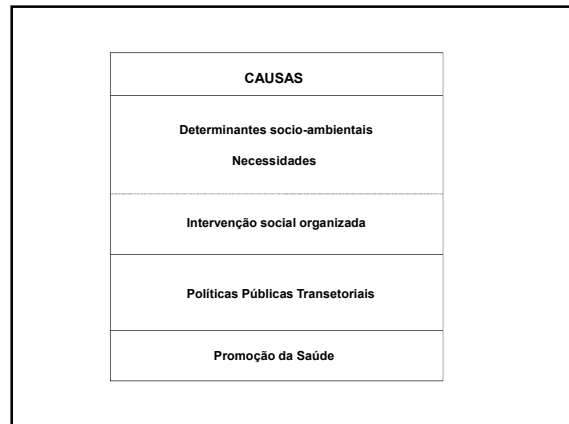 CAUSAS
Determinantes socio-ambientais
Necessidades
Intervenção social organizada
Políticas Públicas Transetoriais
Promoção da Saúde